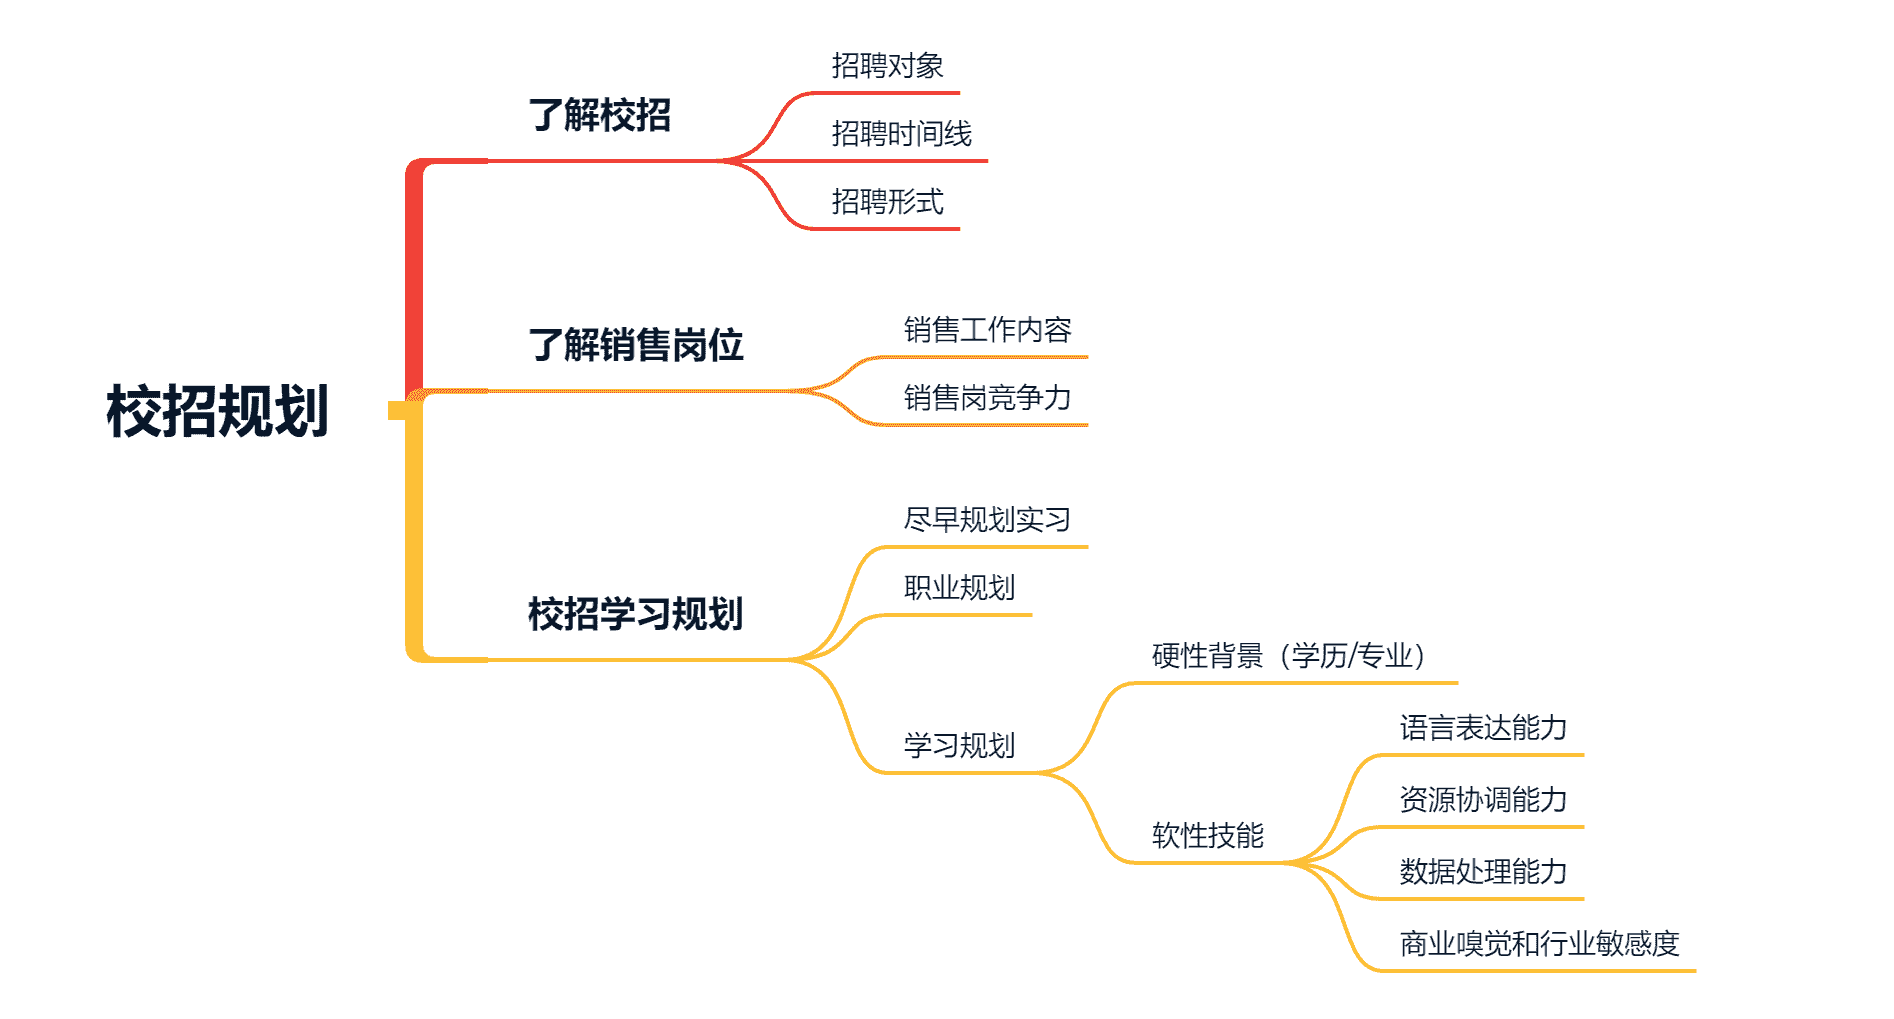 校招规划
了解校招
招聘对象
招聘时间线
招聘形式
了解销售岗位
销售工作内容
销售岗竞争力
校招学习规划
尽早规划实习
职业规划
学习规划
硬性背景（学历/专业）
软性技能
语言表达能力
资源协调能力
数据处理能力
商业嗅觉和行业敏感度